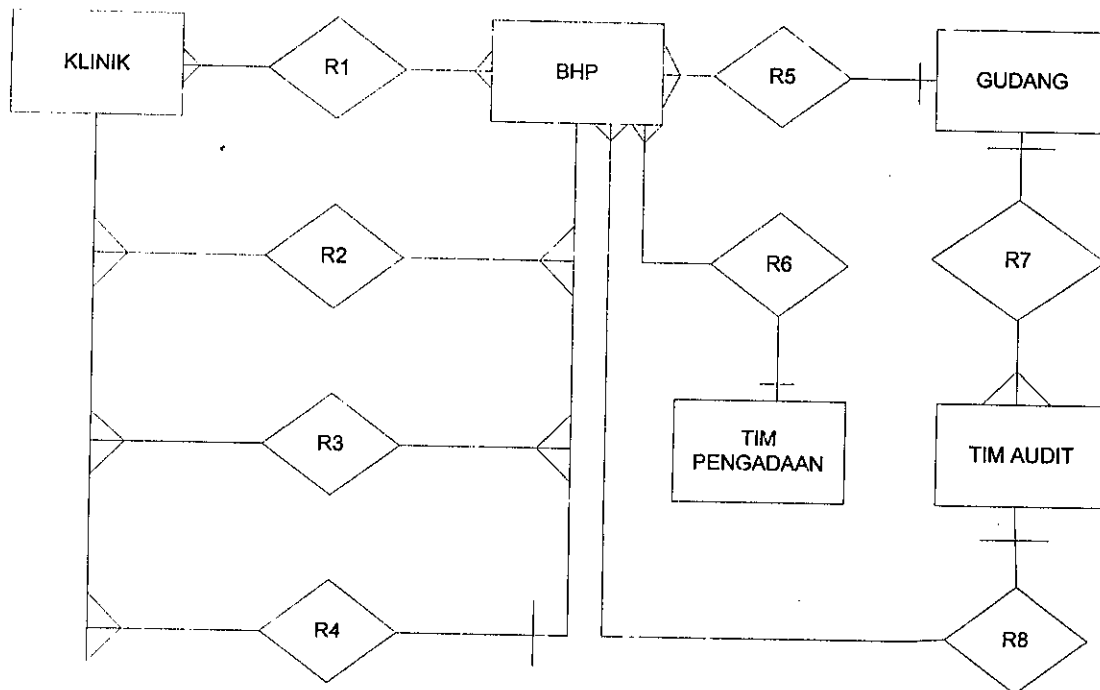 KLINIK
R1
BHP
R5
GUDANG
R2
R6
R7
R3
TIM
PENGADAAN
TIM AUDIT
R4
R8